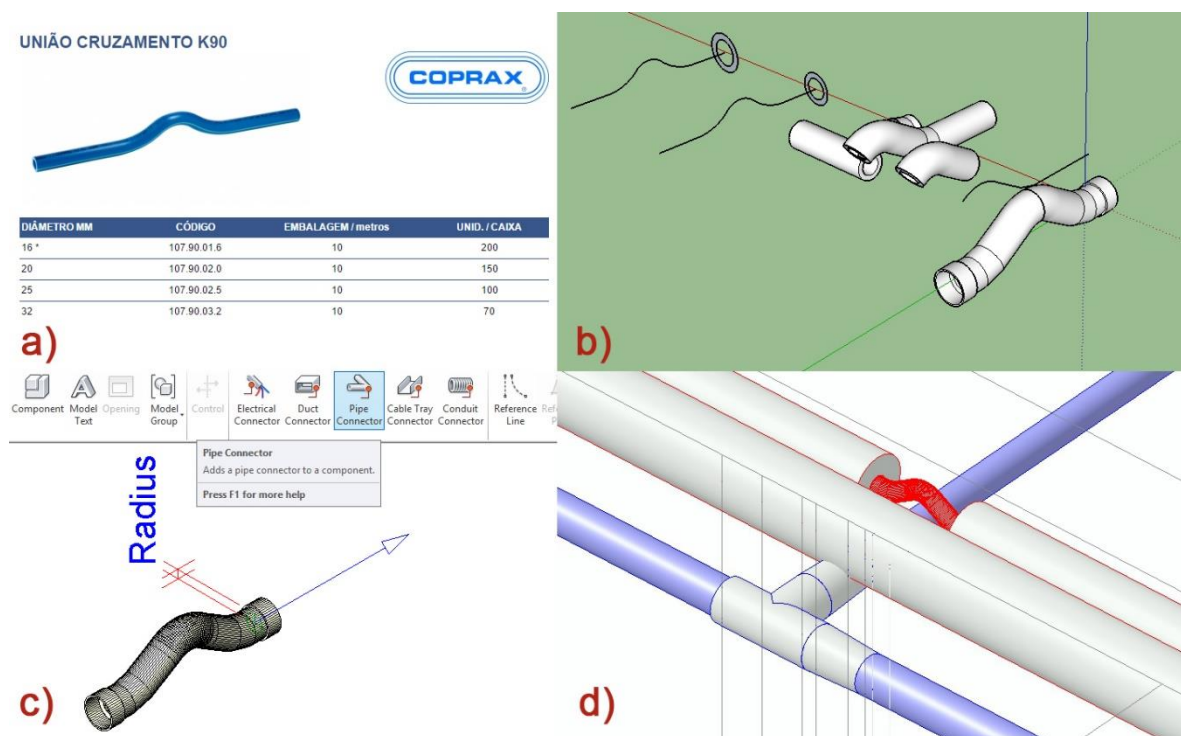 UNIÃO CRUZAMENTO K90
COPRAX®
DIÂMETRO MM CÓDIGO EMBALAGEM / metros UNID. / CAIXA
16 * 107.90.01.6 10 200
20 107.90.02.0 10 150
25 107.90.02.5 10 100
32 107.90.03.2 10 70
a)
b)
Component Model Text Opening Model Group Control Electrical Connector Duct Connector Pipe Connector Cable Tray Connector Conduit Connector Reference Line
Pipe Connector
Adds a pipe connector to a component.
Press F1 for more help
Radius
c)
d)